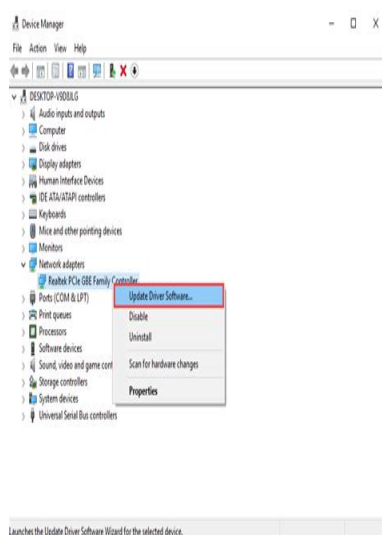 Device Manager
File Action View Help
DESKTOP-V9D8JLG
Audio inputs and outputs
Computer
Disk drives
Display adapters
Human Interface Devices
IDE ATA/ATAPI controllers
Keyboards
Mice and other pointing devices
Monitors
Network adapters
Realtek PCIe GBE Family Controller
Update Driver Software...
Ports (COM & LPT)
Disable
Print queues
Processors
Uninstall
Software devices
Sound, video and game cont
Scan for hardware changes
Storage controllers
System devices
Properties
Universal Serial Bus controllers
Launches the Update Driver Software Wizard for the selected device.